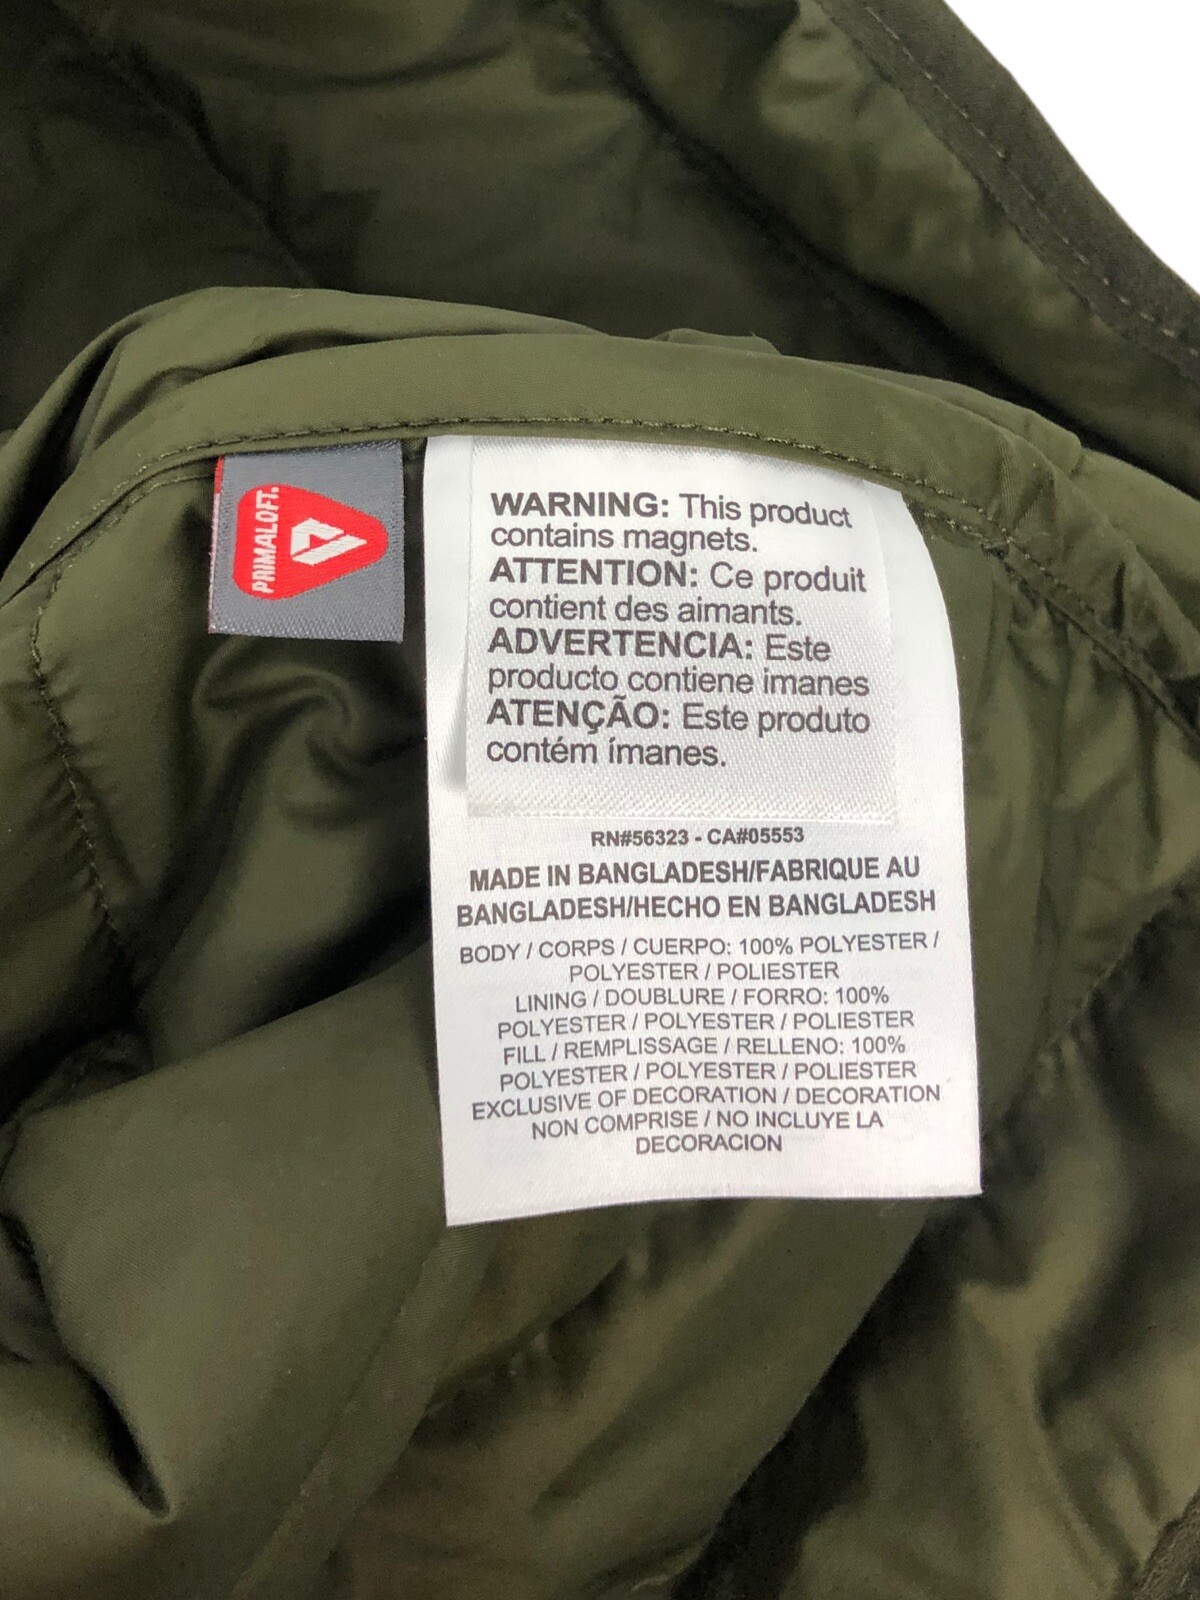 PRIMALOFT.
WARNING: This product
contains magnets.
ATTENTION: Ce produit
contient des aimants.
ADVERTENCIA: Este
producto contiene imanes
ATENÇÃO: Este produto
contém ímanes.
RN#56323 - CA#05553
MADE IN BANGLADESH/FABRIQUE AU
BANGLADESH/HECHO EN BANGLADESH
BODY / CORPS / CUERPO: 100% POLYESTER /
POLYESTER / POLIESTER
LINING / DOUBLURE / FORRO: 100%
POLYESTER / POLYESTER / POLIESTER
FILL / REMPLISSAGE / RELLENO: 100%
POLYESTER / POLYESTER / POLIESTER
EXCLUSIVE OF DECORATION / DECORATION
NON COMPRISE / NO INCLUYE LA
DECORACION